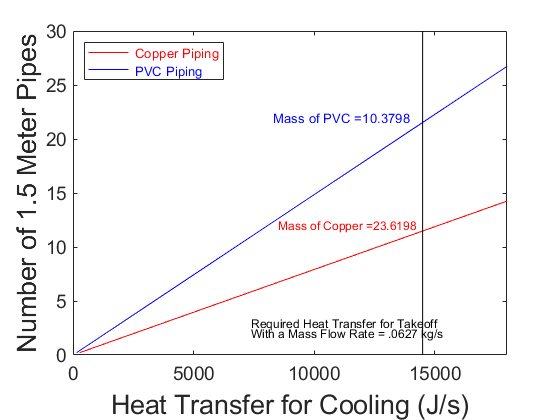 30
25
20
15
10
5
0
Number of 1.5 Meter Pipes
Copper Piping
PVC Piping
Mass of PVC =10.3798
Mass of Copper =23.6198
Required Heat Transfer for Takeoff
With a Mass Flow Rate = .0627 kg/s
0 5000 10000 15000
Heat Transfer for Cooling (J/s)